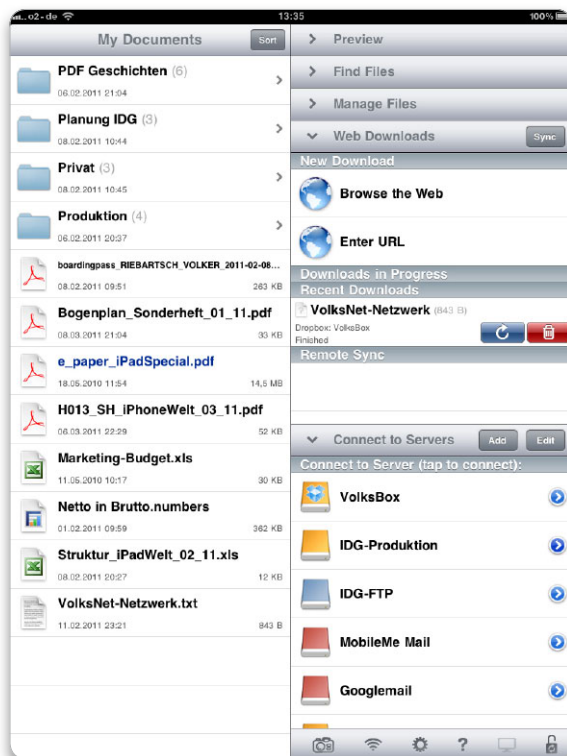 o2-de
13:35
100%
My Documents
Sort
PDF Geschichten (6)
06.02.2011 21:04
Planung IDG (3)
08.02.2011 10:44
Privat (3)
08.02.2011 10:45
Produktion (4)
06.02.2011 20:37
boardingpass_RIEBARTSCH_VOLKER_2011-02-08...
08.02.2011 09:51
263 KB
Bogenplan_Sonderheft_01_11.pdf
08.03.2011 21:04
33 KB
e_paper_iPadSpecial.pdf
18.05.2010 11:54
14,5 MB
H013_SH_iPhoneWelt_03_11.pdf
06.03.2011 22:29
52 KB
Marketing-Budget.xls
11.05.2010 10:17
30 KB
Netto in Brutto.numbers
01.02.2011 09:59
362 KB
Struktur_iPadWelt_02_11.xls
08.02.2011 20:27
12 KB
VolksNet-Netzwerk.txt
11.02.2011 23:21
843 B
Preview
Find Files
Manage Files
Web Downloads
Sync
New Download
Browse the Web
Enter URL
Downloads in Progress
Recent Downloads
VolksNet-Netzwerk (843 B)
Dropbox: VolksBox
Finished
Remote Sync
Connect to Servers
Add
Edit
Connect to Server (tap to connect):
VolksBox
IDG-Produktion
IDG-FTP
MobileMe Mail
Googlemail
?